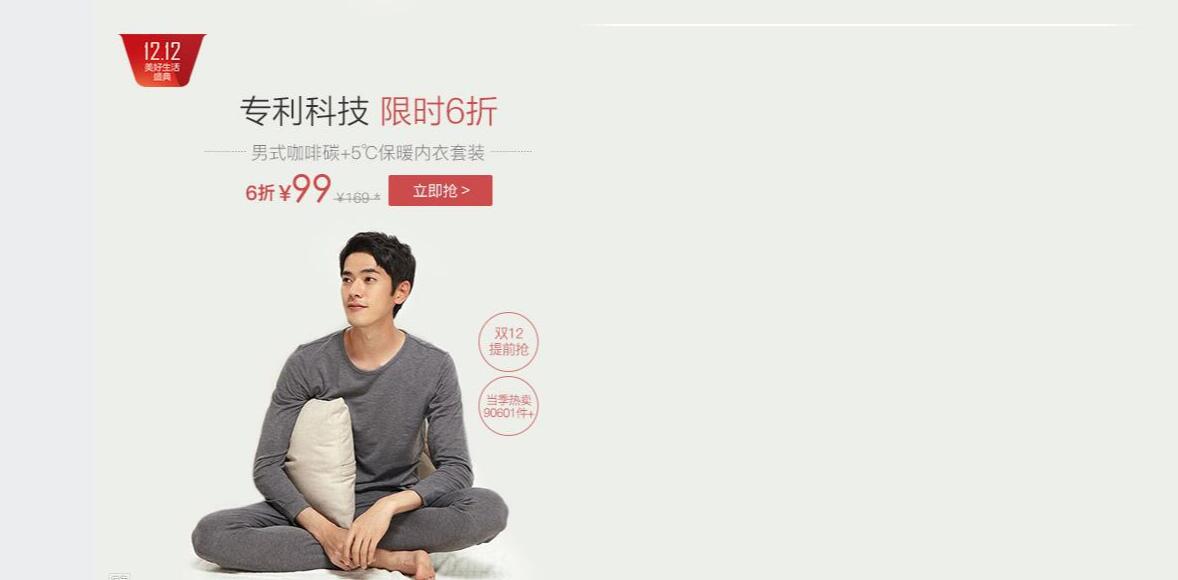 12.12
美好生活
盛典
专利科技 限时6折
男式咖啡碳+5℃保暖内衣套装
6折 ¥99 ¥169 * 立即抢 >
双12
提前抢
当季热卖
90601件+